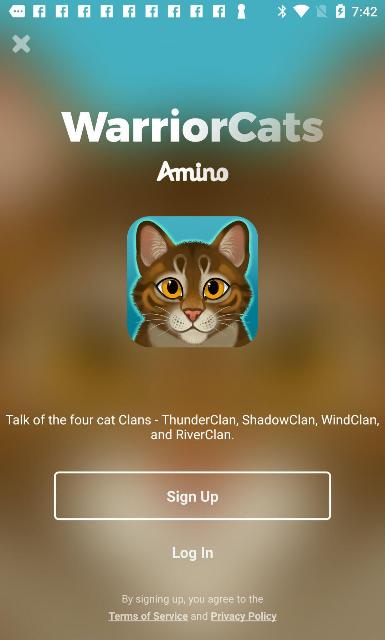 7:42
WarriorCats
Amino
Talk of the four cat Clans - ThunderClan, ShadowClan, WindClan,
and RiverClan.
Sign Up
Log In
By signing up, you agree to the
Terms of Service and Privacy Policy